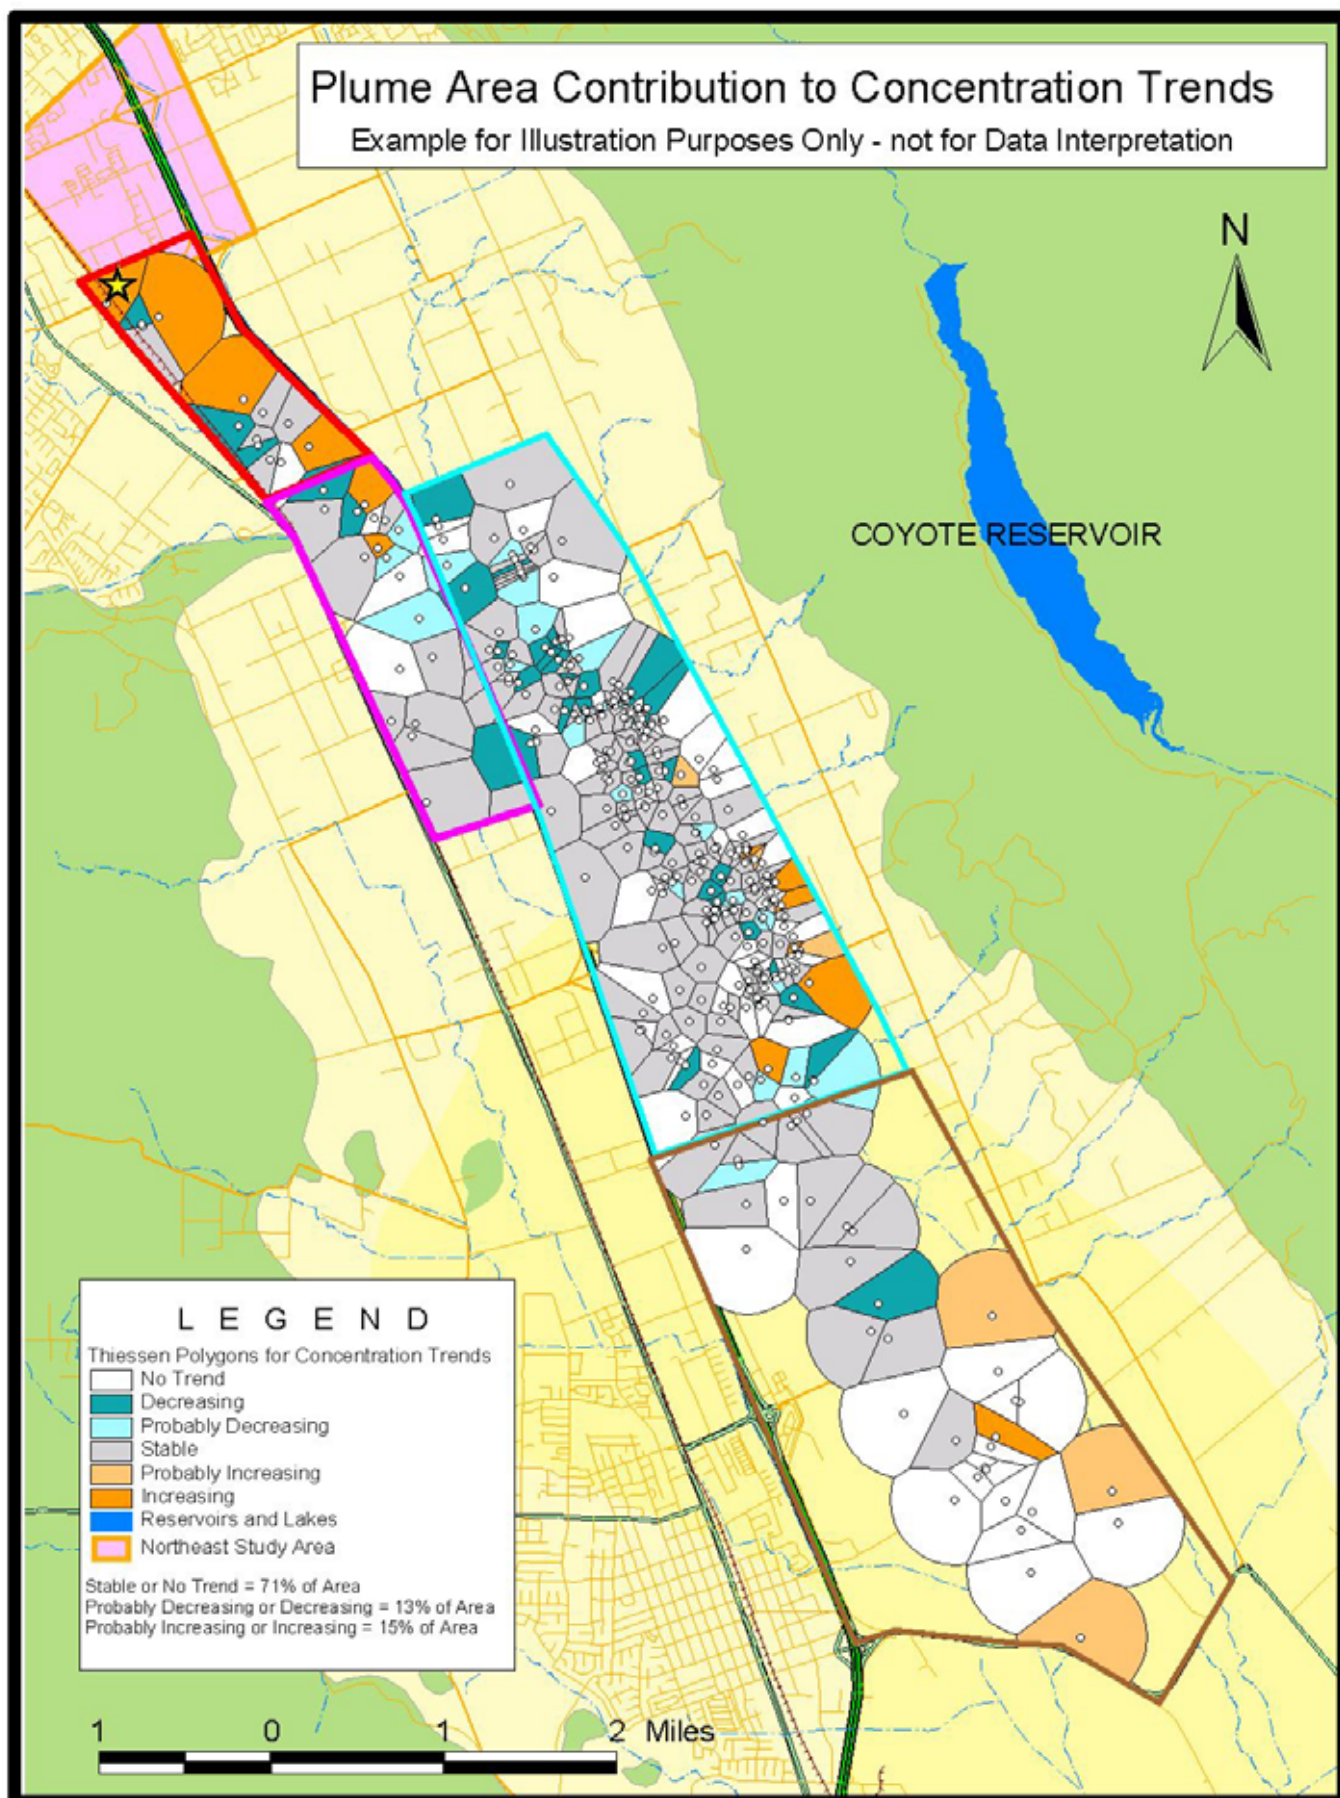 Plume Area Contribution to Concentration Trends
Example for Illustration Purposes Only - not for Data Interpretation
N
COYOTE RESERVOIR
LEGEND
Thiessen Polygons for Concentration Trends
No Trend
Decreasing
Probably Decreasing
Stable
Probably Increasing
Increasing
Reservoirs and Lakes
Northeast Study Area
Stable or No Trend = 71% of Area
Probably Decreasing or Decreasing = 13% of Area
Probably Increasing or Increasing = 15% of Area
1 0 1 2 Miles